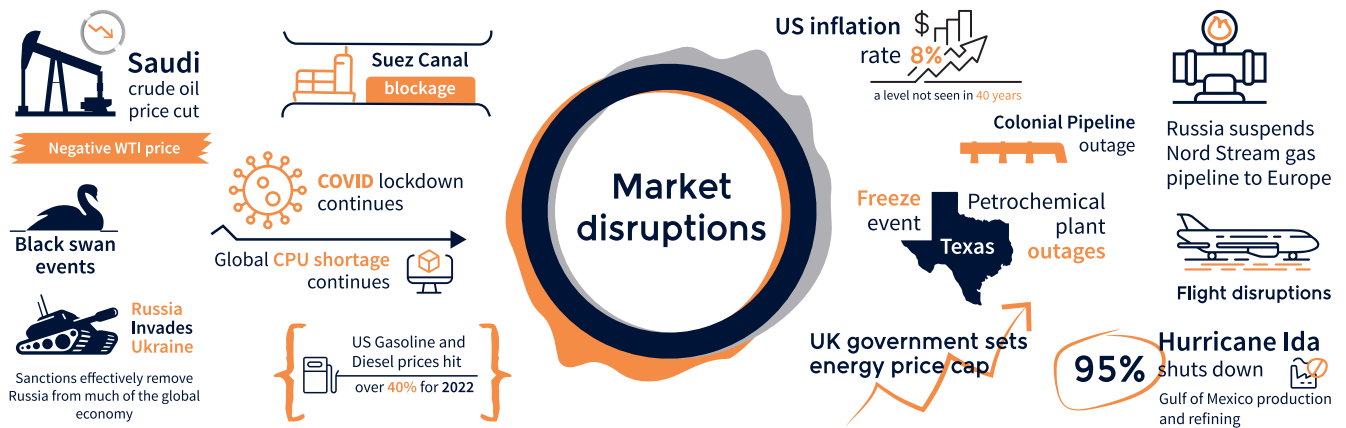 Saudi
crude oil
price cut
Negative WTI price
Black swan
events
Russia
Invades
Ukraine
Sanctions effectively remove
Russia from much of the global
economy
Suez Canal
blockage
COVID lockdown
continues
Global CPU shortage
continues
US Gasoline and
Diesel prices hit
over 40% for 2022
Market
disruptions
US inflation
rate 8%
$
a level not seen in 40 years
Colonial Pipeline
outage
Freeze
event
Texas
Petrochemical
plant
outages
UK government sets
energy price cap
Russia suspends
Nord Stream gas
pipeline to Europe
Flight disruptions
95%
Hurricane Ida
shuts down
Gulf of Mexico production
and refining